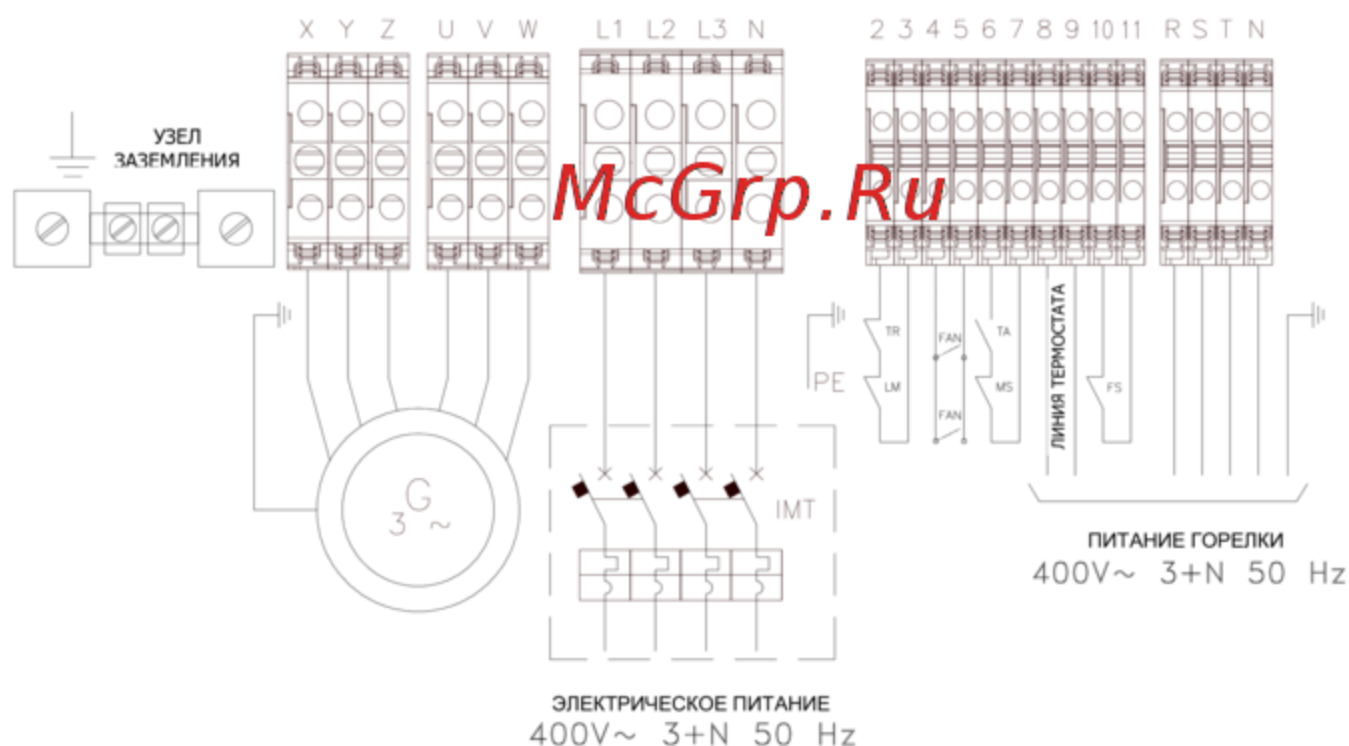 X Y Z U V W L1 L2 L3 N 2 3 4 5 6 7 8 9 10 11 R S T N
УЗЕЛ
ЗАЗЕМЛЕНИЯ
McGrp.Ru
TR
FAN
TA
PE
LM
MS
FS
FAN
ЛИНИЯ ТЕРМОСТАТА
G
3 ~
IMT
ПИТАНИЕ ГОРЕЛКИ
400V~ 3+N 50 Hz
ЭЛЕКТРИЧЕСКОЕ ПИТАНИЕ
400V~ 3+N 50 Hz